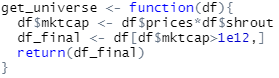 get_universe <- function(df){
  df$mktcap <- df$prices*df$shrout
  df_final <- df[df$mktcap>1e12,]
  return(df_final)
}